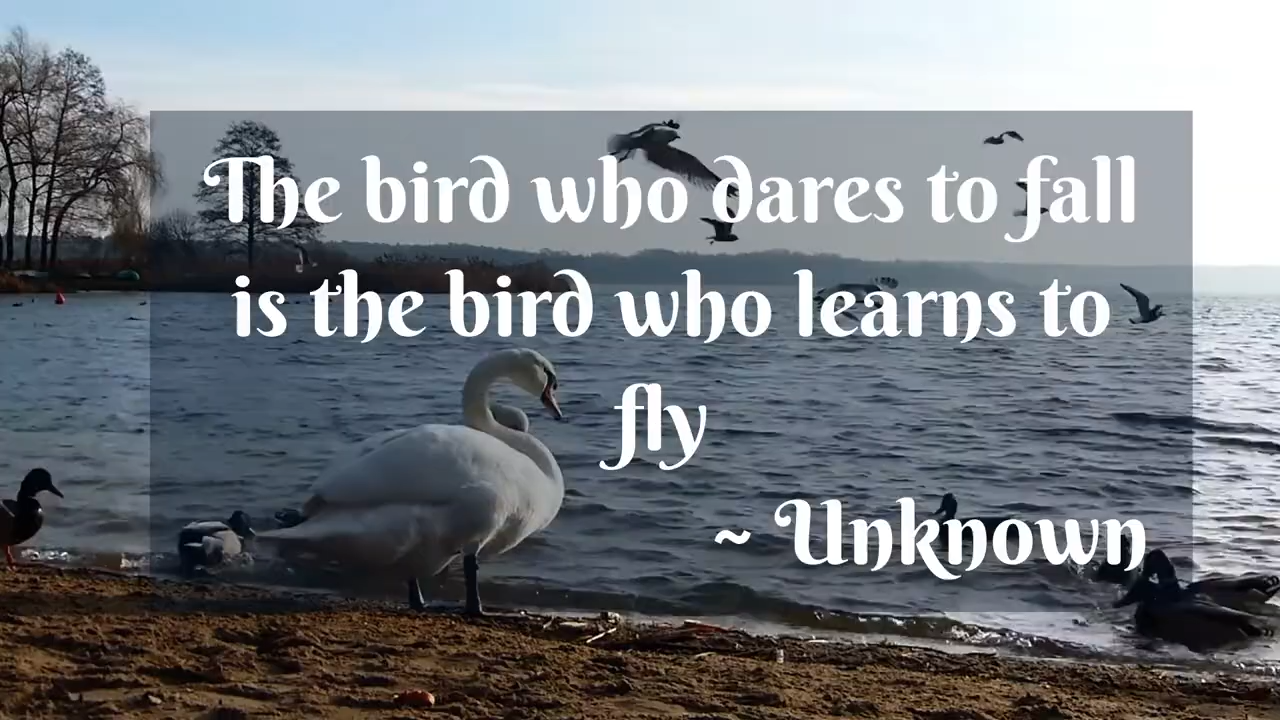 The bird who dares to fall
is the bird who learns to
fly
~ Unknown